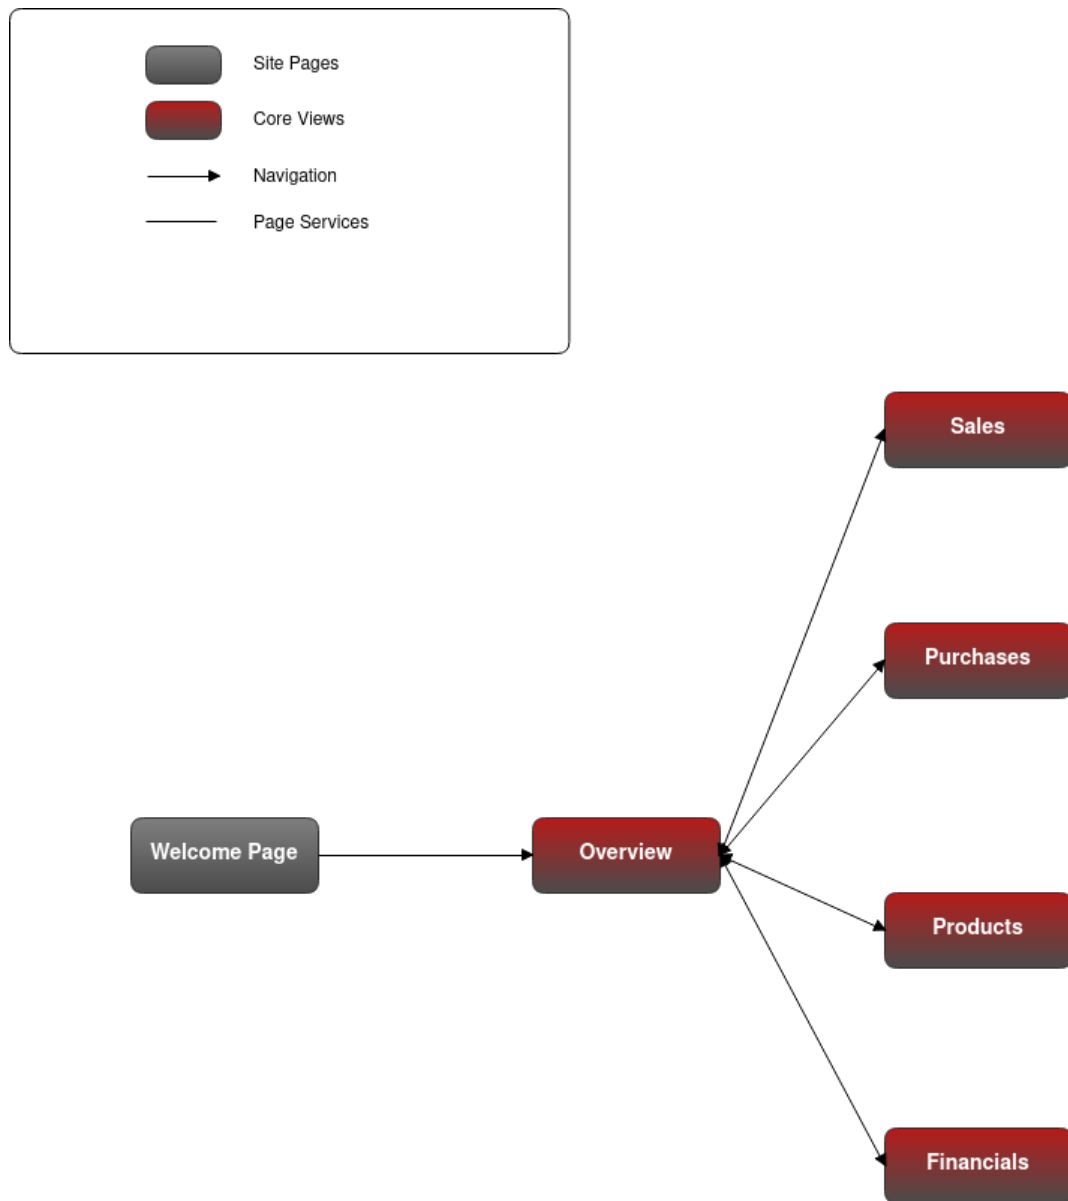 Site Pages
Core Views
Navigation
Page Services
Sales
Purchases
Welcome Page
Overview
Products
Financials